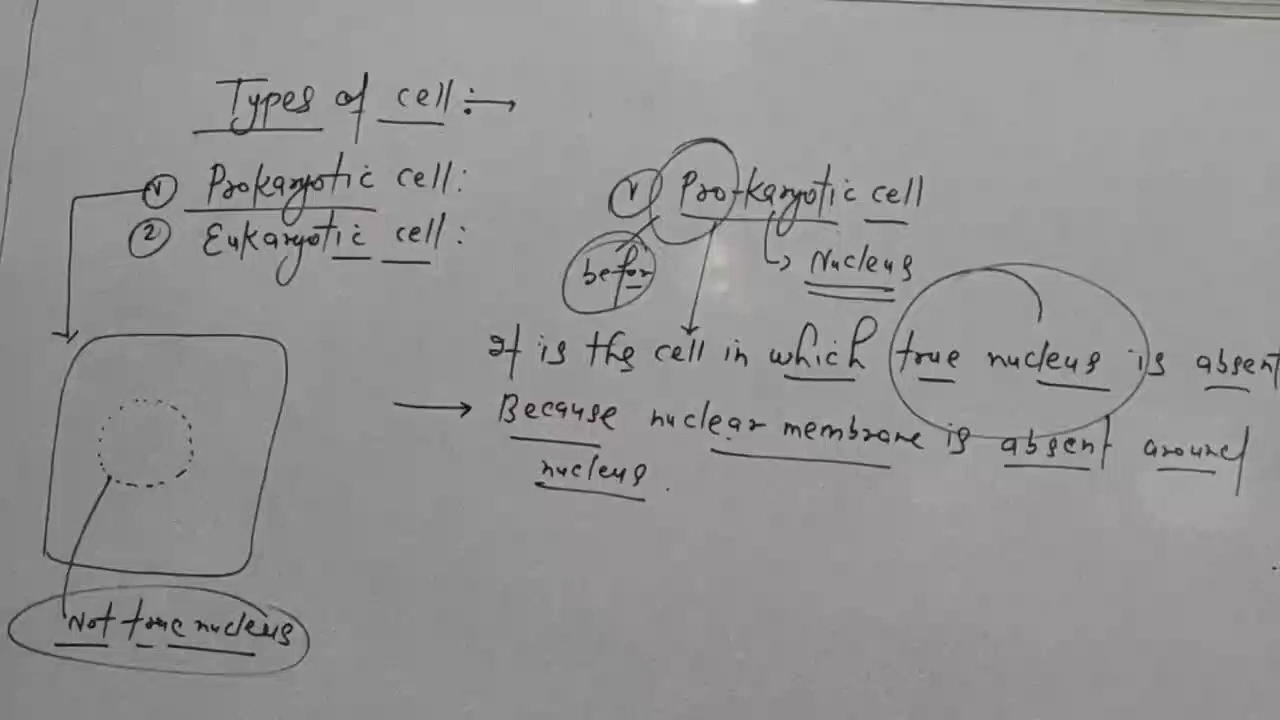 Types of cell :→
① Prokaryotic cell:
② Eukaryotic cell:
① Pro-karyotic cell
befor
↳ Nucleus
It is the cell in which true nucleus is absent
→ Because nuclear membrane is absent around
nucleus.
Not true nucleus